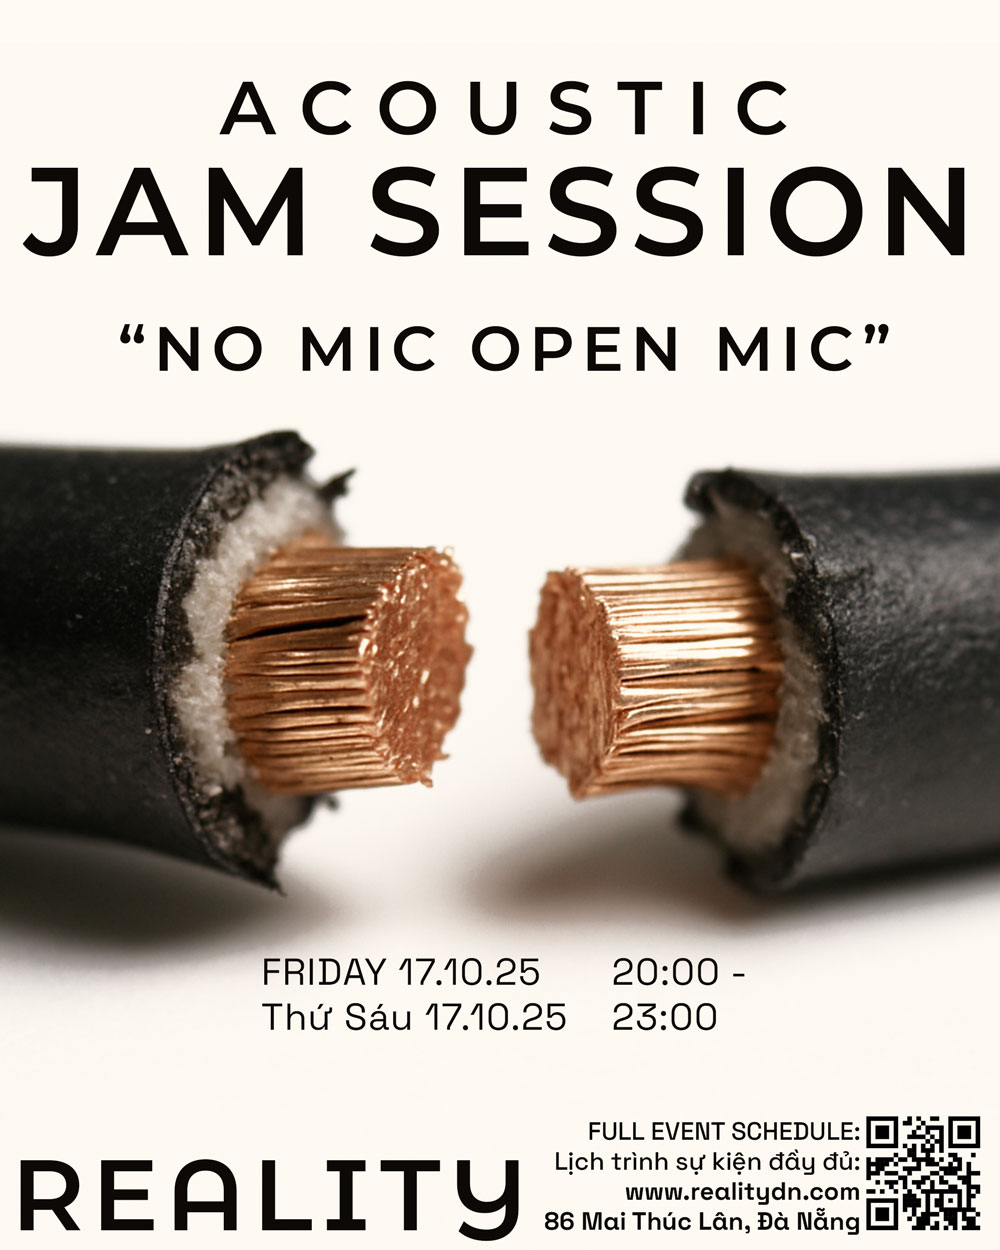 ACOUSTIC
JAM SESSION
“NO MIC OPEN MIC”
FRIDAY 17.10.25 20:00 -
Thứ Sáu 17.10.25 23:00
FULL EVENT SCHEDULE:
Lịch trình sự kiện đầy đủ:
www.realitydn.com
86 Mai Thúc Lân, Đà Nẵng
REALITY